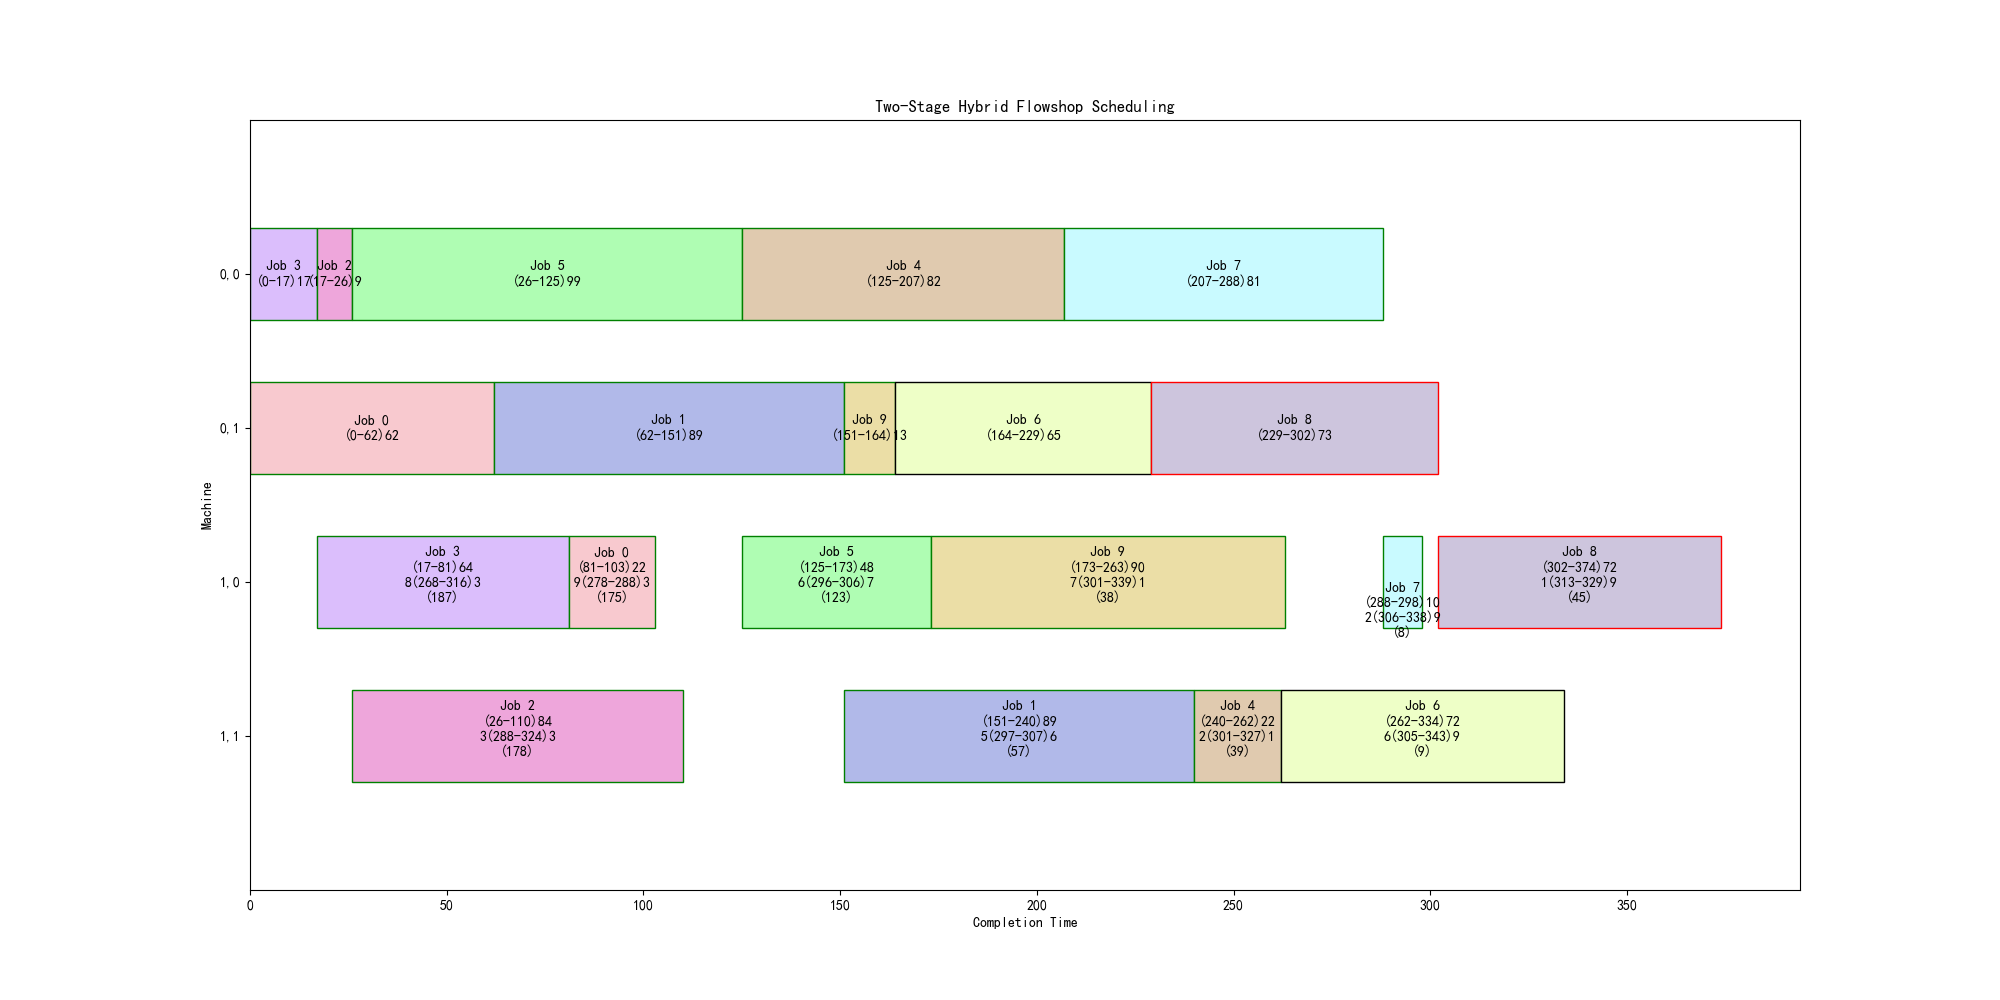 Two-Stage Hybrid Flowshop Scheduling
Machine
0,0
Job 3
(0-17)17
Job 2
(17-26)9
Job 5
(26-125)99
Job 4
(125-207)82
Job 7
(207-288)81
0,1
Job 0
(0-62)62
Job 1
(62-151)89
Job 9
(151-164)13
Job 6
(164-229)65
Job 8
(229-302)73
1,0
Job 3
(17-81)64
8(268-316)3
(187)
Job 0
(81-103)22
9(278-288)3
(175)
Job 5
(125-173)48
6(296-306)7
(123)
Job 9
(173-263)90
7(301-339)1
(38)
Job 7
(288-298)10
2(306-338)9
(8)
Job 8
(302-374)72
1(313-329)9
(45)
1,1
Job 2
(26-110)84
3(288-324)3
(178)
Job 1
(151-240)89
5(297-307)6
(57)
Job 4
(240-262)22
2(301-327)1
(39)
Job 6
(262-334)72
6(305-343)9
(9)
0 50 100 150 200 250 300 350
Completion Time